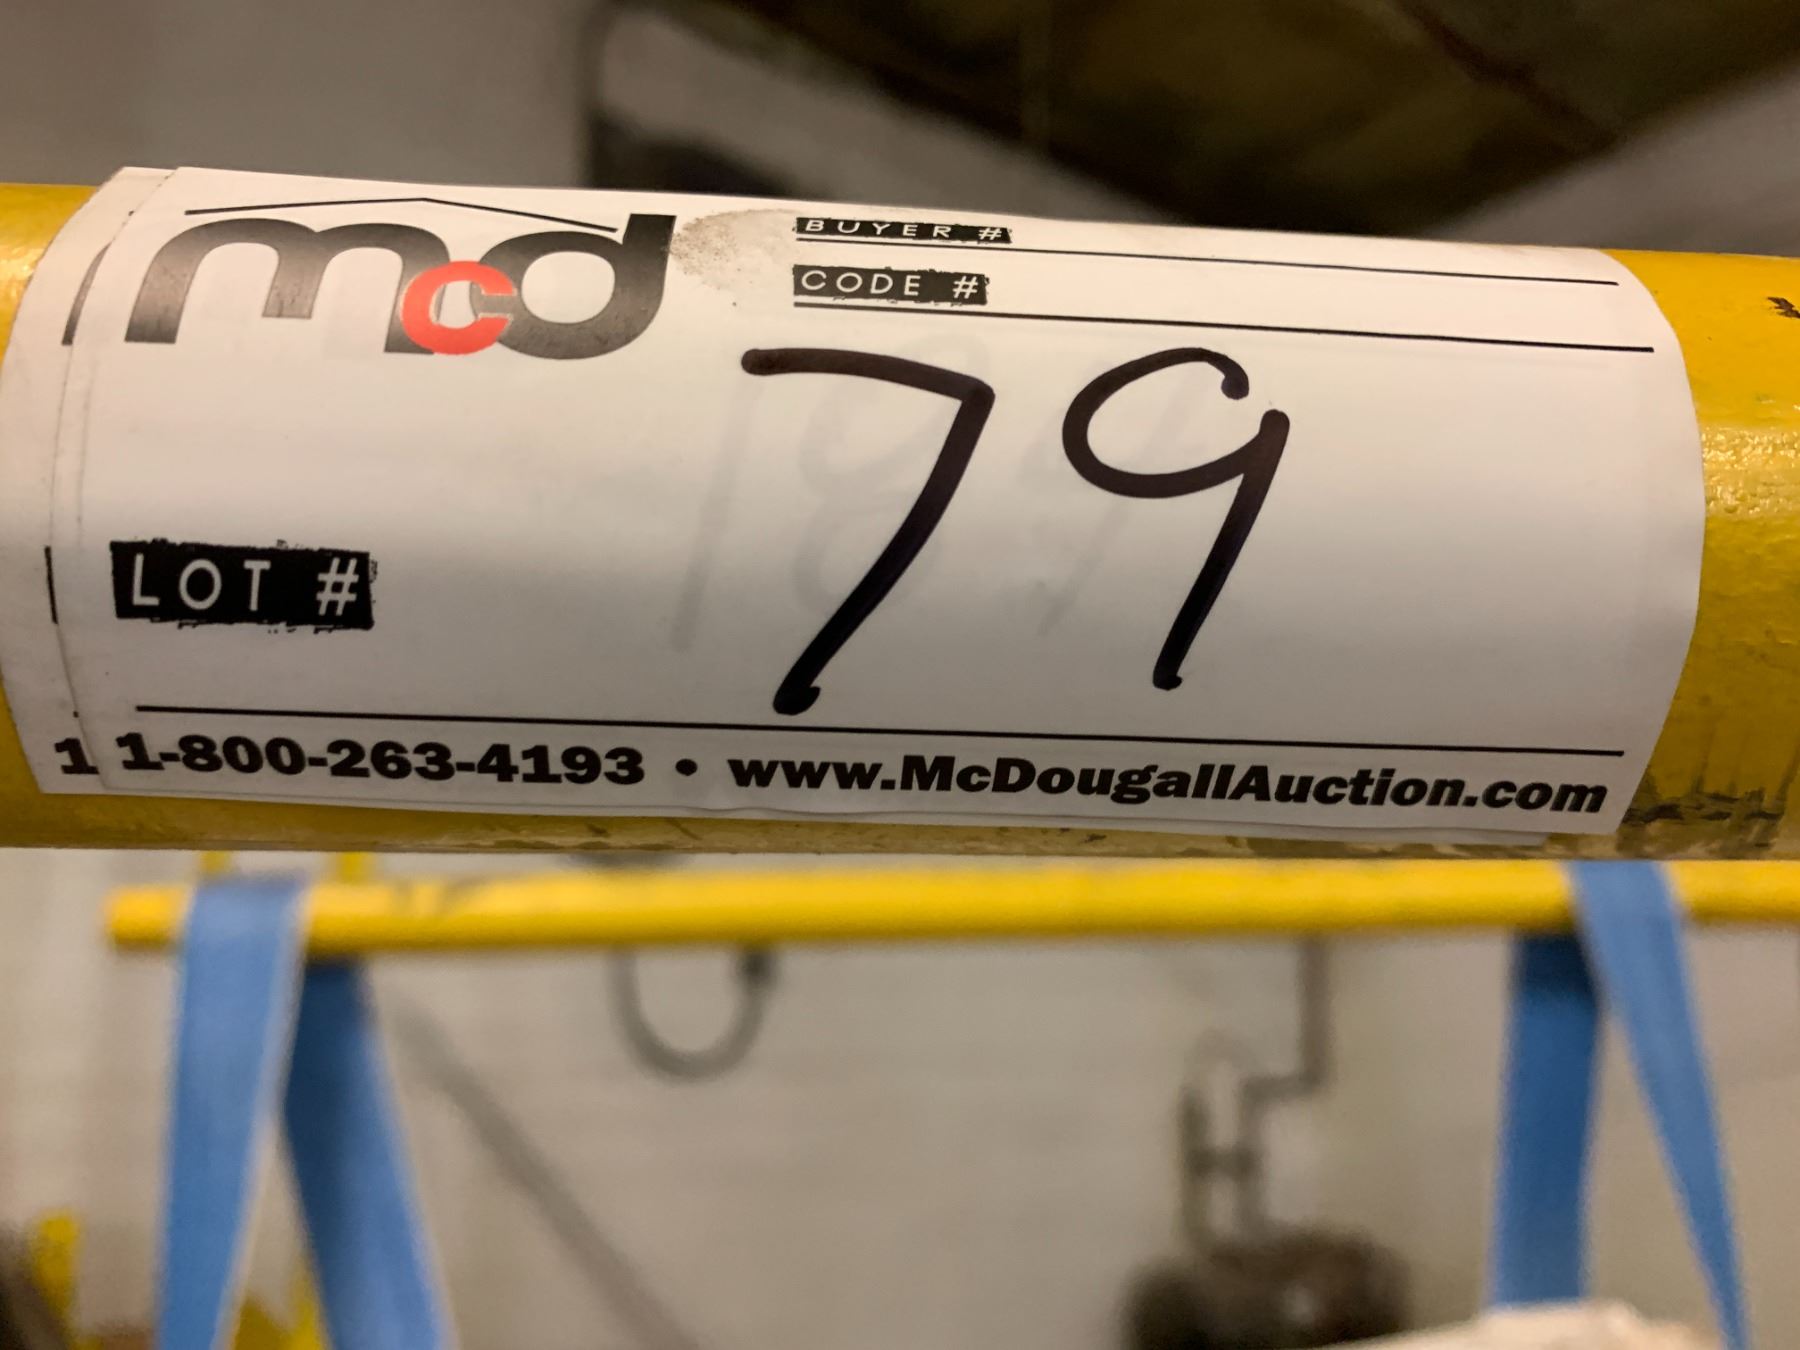 mcd
BUYER #
CODE #
79
LOT #
1 1-800-263-4193 • www.McDougallAuction.com